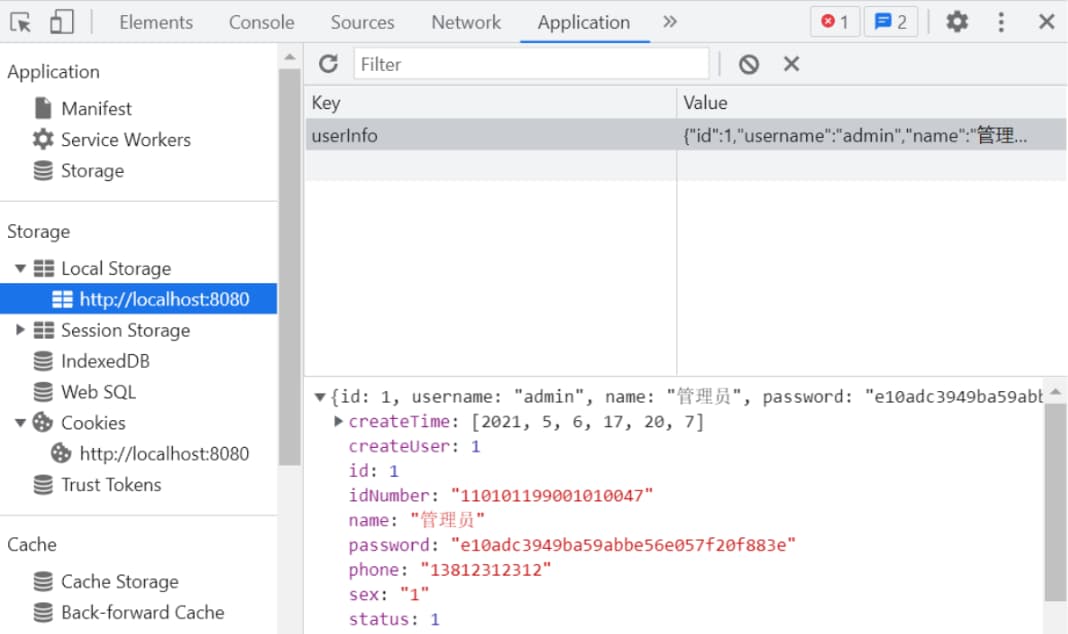 Elements Console Sources Network Application » 1 2
Application
Manifest
Service Workers
Storage
Storage
Local Storage
http://localhost:8080
Session Storage
IndexedDB
Web SQL
Cookies
http://localhost:8080
Trust Tokens
Cache
Cache Storage
Back-forward Cache
Filter
Key Value
userInfo {"id":1,"username":"admin","name":"管理...
{id: 1, username: "admin", name: "管理员", password: "e10adc3949ba59abb
createTime: [2021, 5, 6, 17, 20, 7]
createUser: 1
id: 1
idNumber: "110101199001010047"
name: "管理员"
password: "e10adc3949ba59abbe56e057f20f883e"
phone: "13812312312"
sex: "1"
status: 1